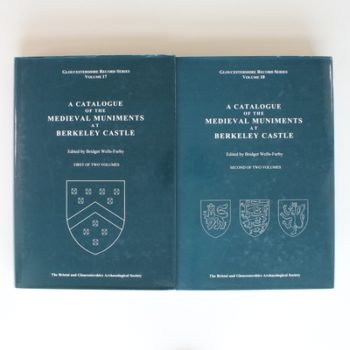 GLOUCESTERSHIRE RECORD SERIES
VOLUME 17
A CATALOGUE
OF THE
MEDIEVAL MUNIMENTS
AT
BERKELEY CASTLE
Edited by Bridget Wells-Furby
FIRST OF TWO VOLUMES
The Bristol and Gloucestershire Archaeological Society
GLOUCESTERSHIRE RECORD SERIES
VOLUME 18
A CATALOGUE
OF THE
MEDIEVAL MUNIMENTS
AT
BERKELEY CASTLE
Edited by Bridget Wells-Furby
SECOND OF TWO VOLUMES
The Bristol and Gloucestershire Archaeological Society